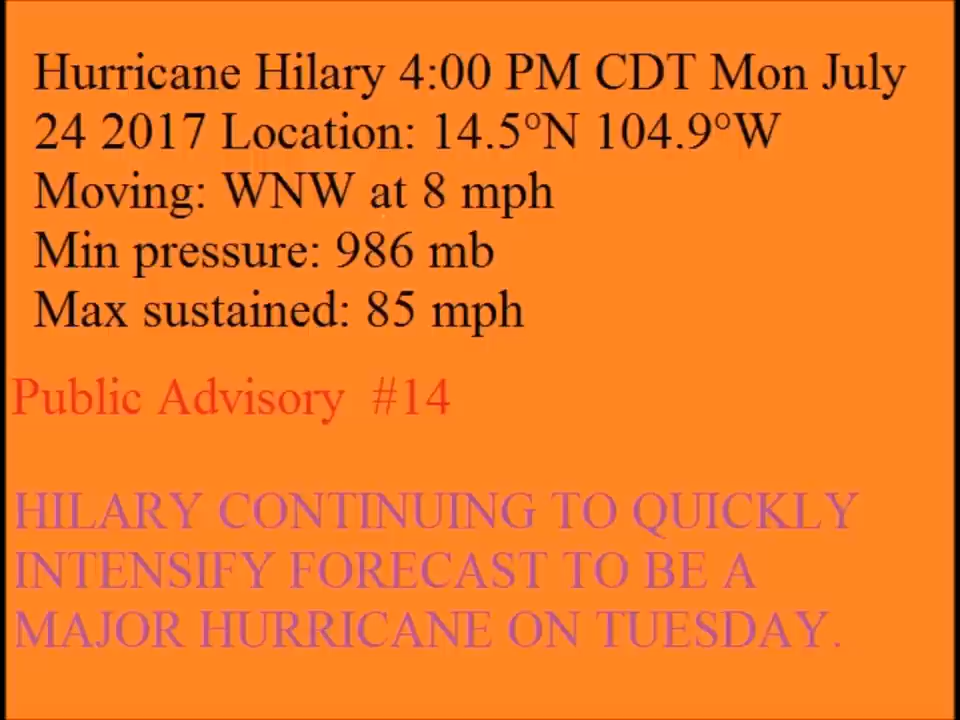 Hurricane Hilary 4:00 PM CDT Mon July
24 2017 Location: 14.5°N 104.9°W
Moving: WNW at 8 mph
Min pressure: 986 mb
Max sustained: 85 mph
Public Advisory #14
HILARY CONTINUING TO QUICKLY
INTENSIFY FORECAST TO BE A
MAJOR HURRICANE ON TUESDAY.